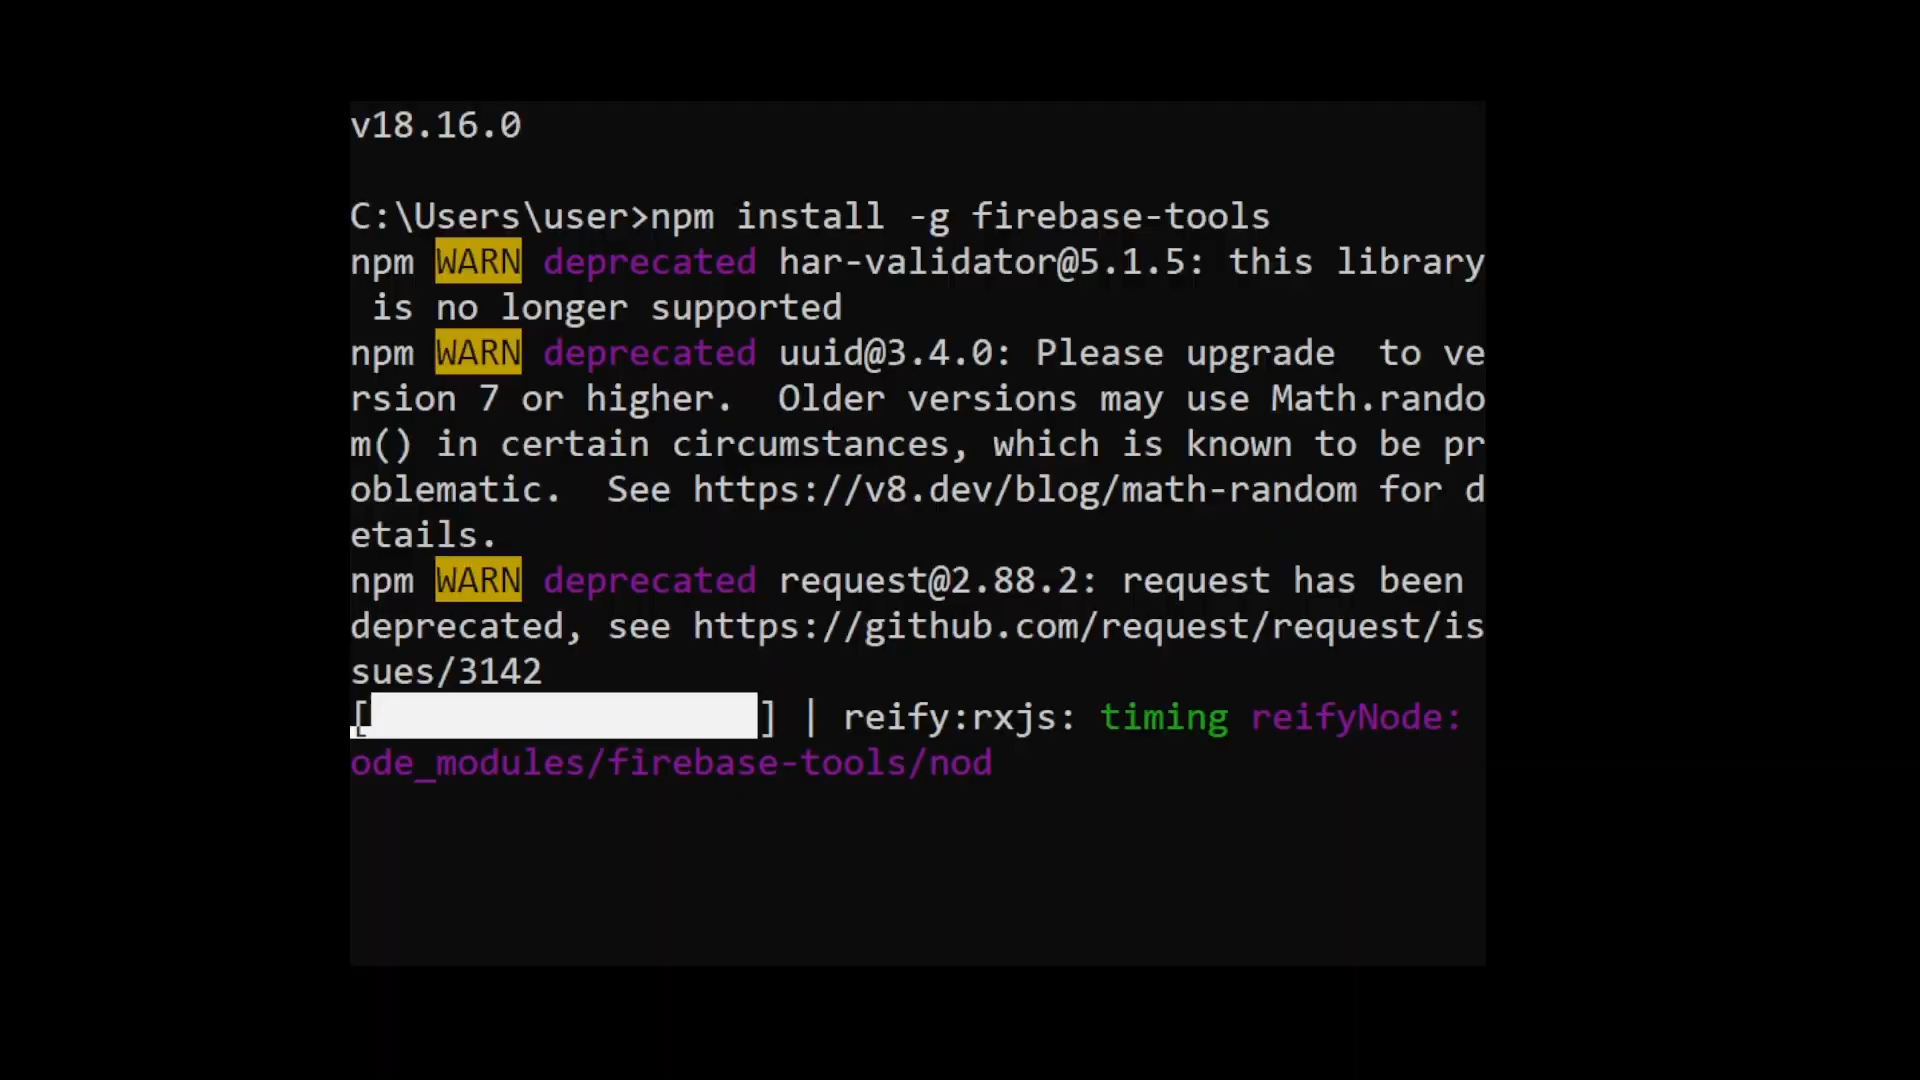 v18.16.0
C:\Users\user>npm install -g firebase-tools
npm WARN deprecated har-validator@5.1.5: this library
 is no longer supported
npm WARN deprecated uuid@3.4.0: Please upgrade  to ve
rsion 7 or higher.  Older versions may use Math.rando
m() in certain circumstances, which is known to be pr
oblematic.  See https://v8.dev/blog/math-random for d
etails.
npm WARN deprecated request@2.88.2: request has been
deprecated, see https://github.com/request/request/is
sues/3142
[                  ] | reify:rxjs: timing reifyNode:
ode_modules/firebase-tools/nod